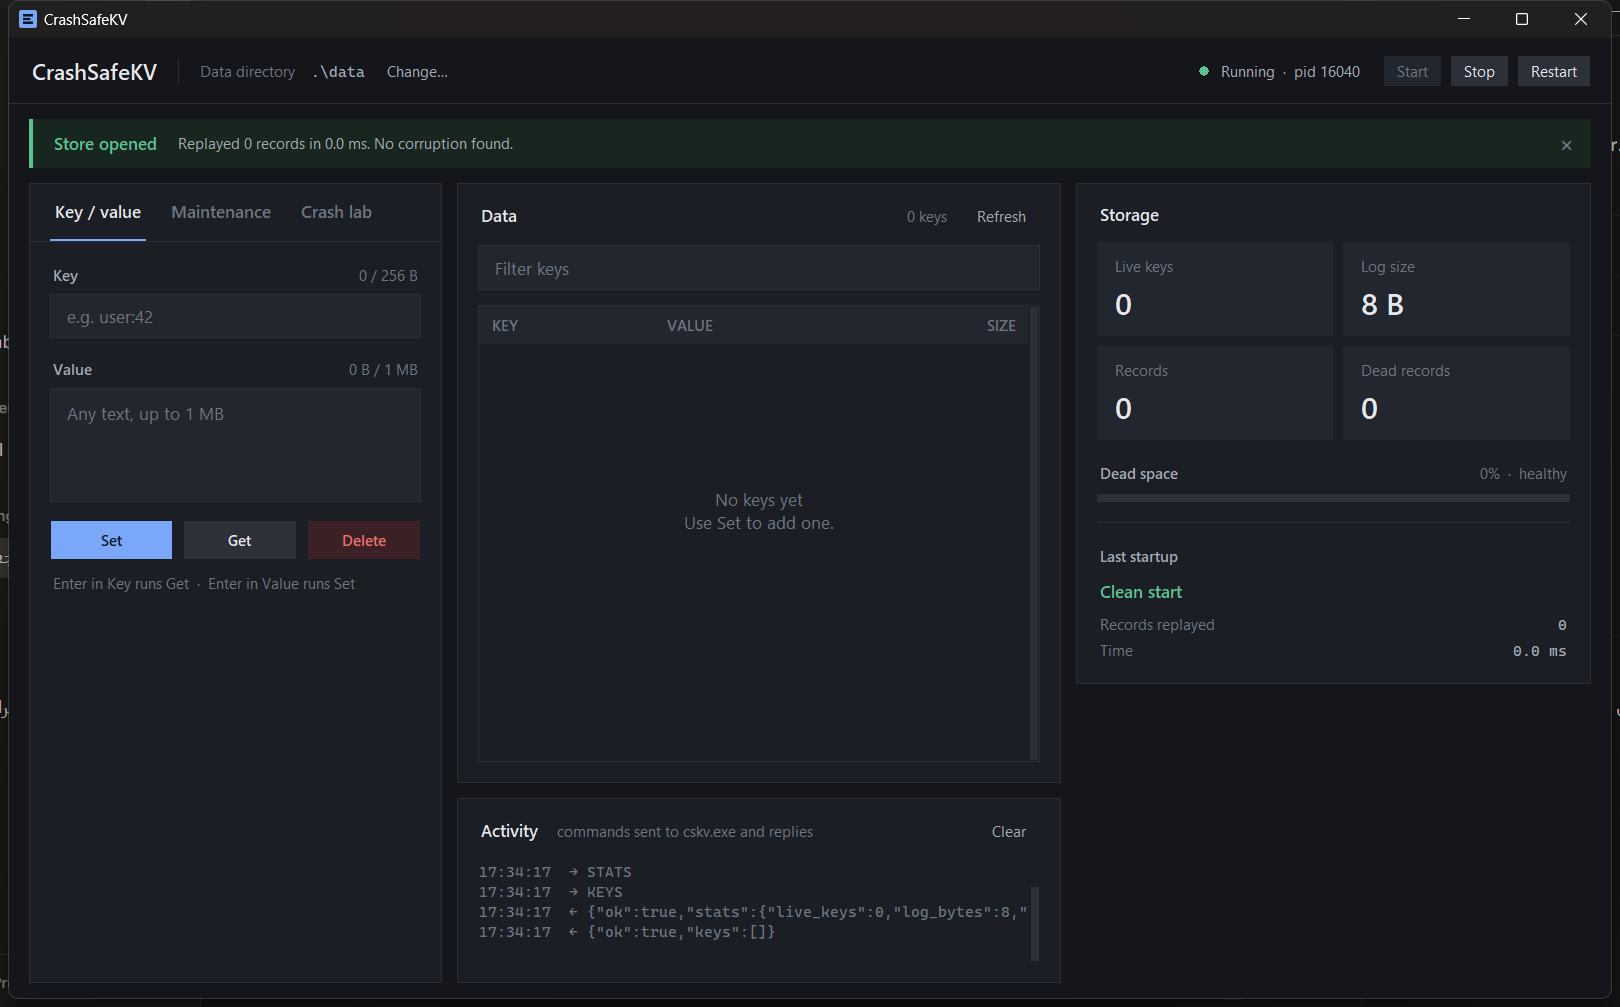 CrashSafeKV
CrashSafeKV
Data directory .\data Change...
Running · pid 16040
Start Stop Restart
Store opened Replayed 0 records in 0.0 ms. No corruption found. ×
Key / value Maintenance Crash lab
Key 0 / 256 B
e.g. user:42
Value 0 B / 1 MB
Any text, up to 1 MB
Set Get Delete
Enter in Key runs Get · Enter in Value runs Set
Data 0 keys Refresh
Filter keys
KEY VALUE SIZE
No keys yet
Use Set to add one.
Activity commands sent to cskv.exe and replies Clear
17:34:17 → STATS
17:34:17 → KEYS
17:34:17 ← {"ok":true,"stats":{"live_keys":0,"log_bytes":8,"
17:34:17 ← {"ok":true,"keys":[]}
Storage
Live keys
0
Log size
8 B
Records
0
Dead records
0
Dead space 0% · healthy
Last startup
Clean start
Records replayed 0
Time 0.0 ms